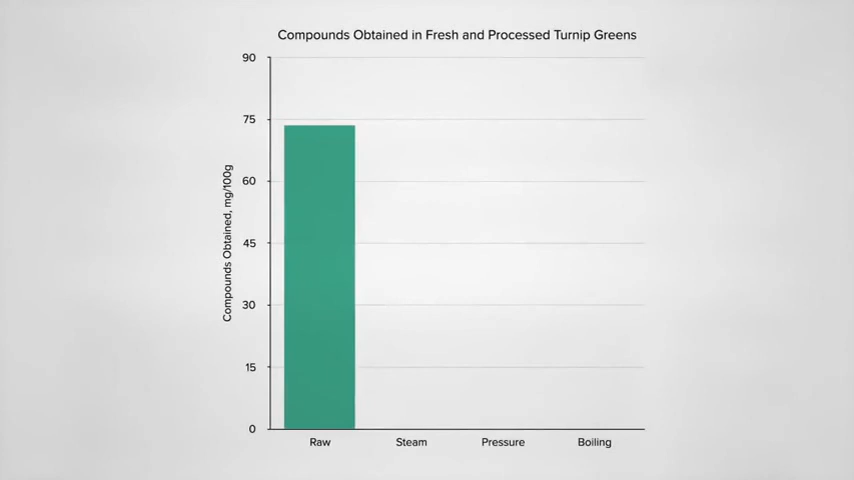 Compounds Obtained in Fresh and Processed Turnip Greens
90
75
60
45
30
15
0
Compounds Obtained, mg/100g
Raw Steam Pressure Boiling